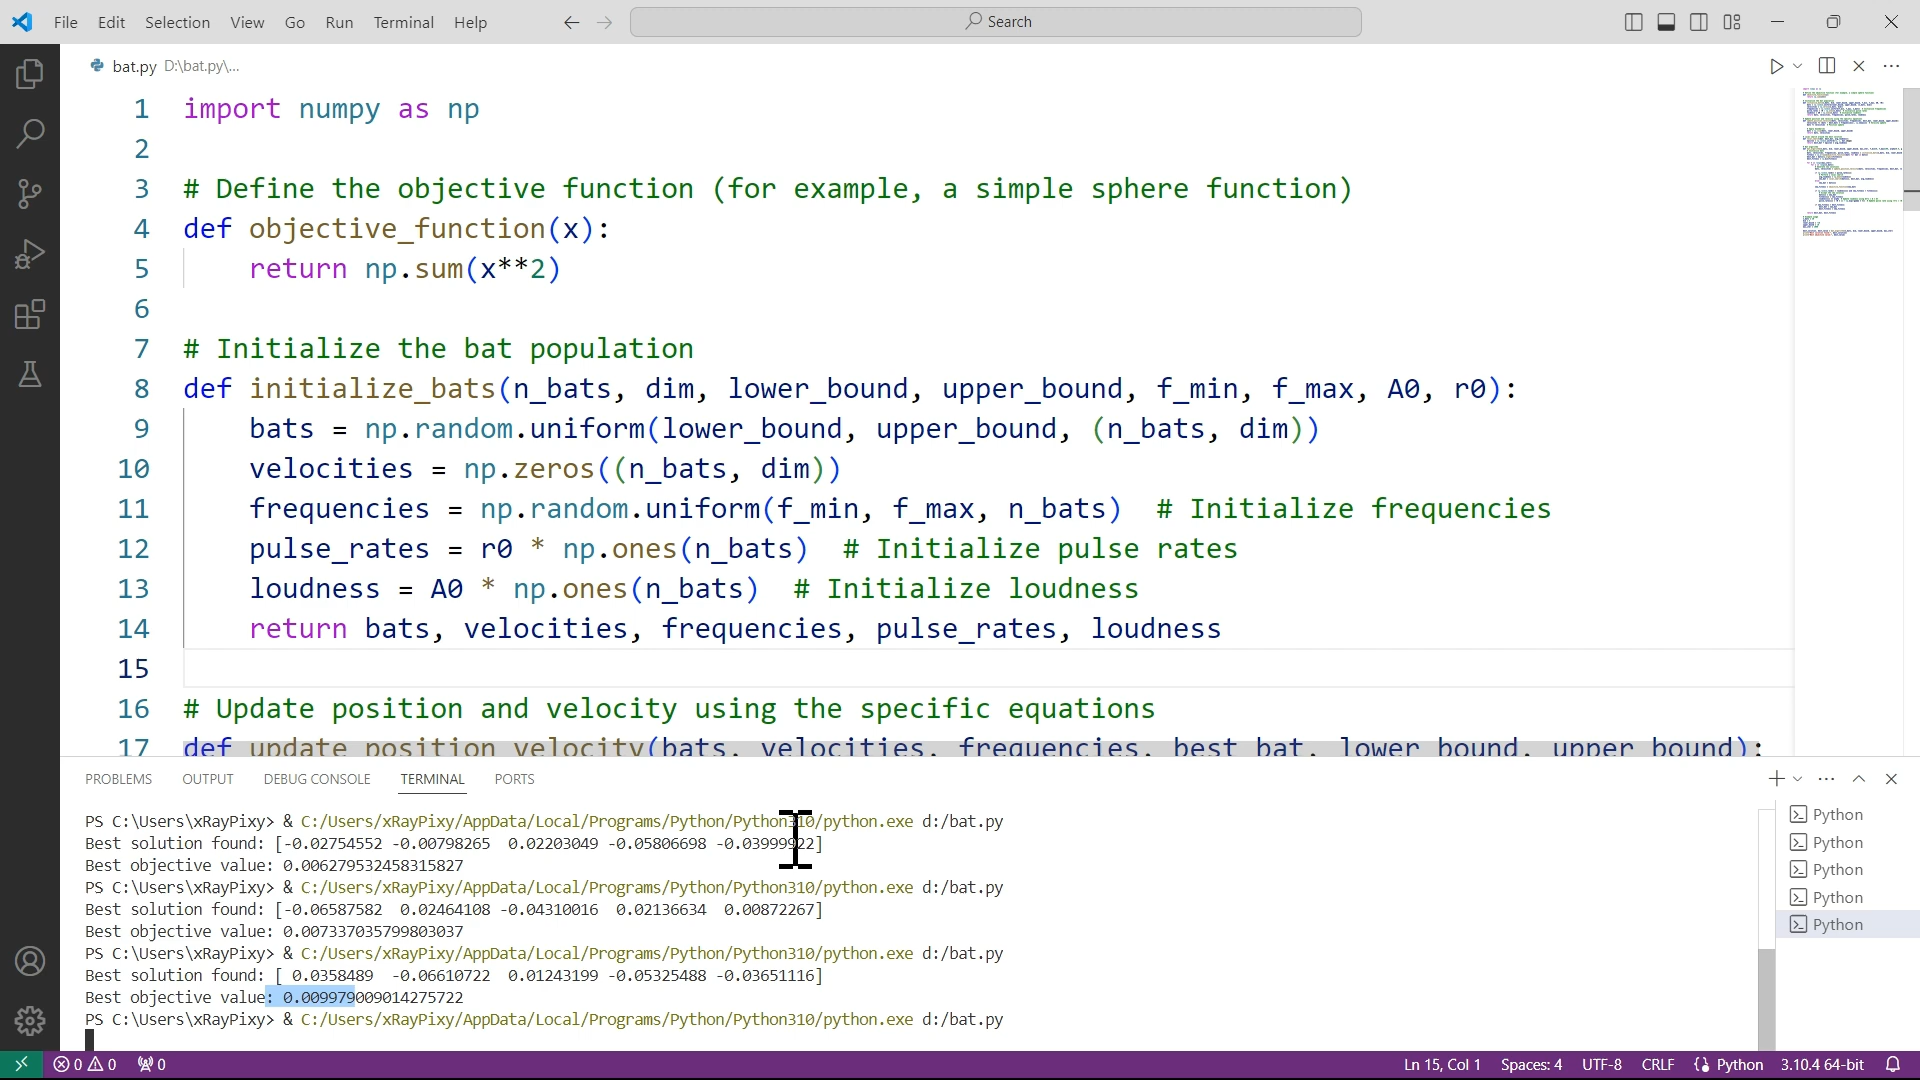 File Edit Selection View Go Run Terminal Help Search
bat.py D:\bat.py\...
1 import numpy as np
2
3 # Define the objective function (for example, a simple sphere function)
4 def objective_function(x):
5 return np.sum(x**2)
6
7 # Initialize the bat population
8 def initialize_bats(n_bats, dim, lower_bound, upper_bound, f_min, f_max, A0, r0):
9 bats = np.random.uniform(lower_bound, upper_bound, (n_bats, dim))
10 velocities = np.zeros((n_bats, dim))
11 frequencies = np.random.uniform(f_min, f_max, n_bats) # Initialize frequencies
12 pulse_rates = r0 * np.ones(n_bats) # Initialize pulse rates
13 loudness = A0 * np.ones(n_bats) # Initialize loudness
14 return bats, velocities, frequencies, pulse_rates, loudness
15
16 # Update position and velocity using the specific equations
17 def update_position_velocity(bats, velocities, frequencies, best_bat, lower_bound, upper_bound):
PROBLEMS OUTPUT DEBUG CONSOLE TERMINAL PORTS
PS C:\Users\xRayPixy> & C:/Users/xRayPixy/AppData/Local/Programs/Python/Python310/python.exe d:/bat.py
Best solution found: [-0.02754552 -0.00798265 0.02203049 -0.05806698 -0.03999922]
Best objective value: 0.006279532458315827
PS C:\Users\xRayPixy> & C:/Users/xRayPixy/AppData/Local/Programs/Python/Python310/python.exe d:/bat.py
Best solution found: [-0.06587582 0.02464108 -0.04310016 0.02136634 0.00872267]
Best objective value: 0.007337035799803037
PS C:\Users\xRayPixy> & C:/Users/xRayPixy/AppData/Local/Programs/Python/Python310/python.exe d:/bat.py
Best solution found: [ 0.0358489 -0.06610722 0.01243199 -0.05325488 -0.03651116]
Best objective value: 0.009979009014275722
PS C:\Users\xRayPixy> & C:/Users/xRayPixy/AppData/Local/Programs/Python/Python310/python.exe d:/bat.py
Python
Python
Python
Python
Python
0 0 0 Ln 15, Col 1 Spaces: 4 UTF-8 CRLF Python 3.10.4 64-bit